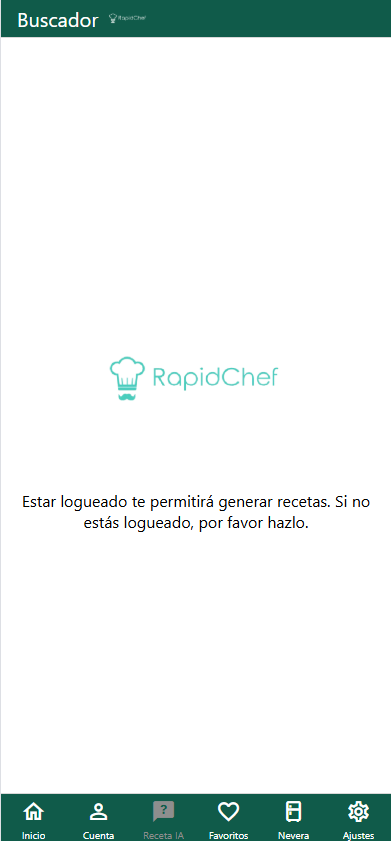 Buscador RapidChef
RapidChef
Estar logueado te permitirá generar recetas. Si no
estás logueado, por favor hazlo.
Inicio Cuenta Receta IA Favoritos Nevera Ajustes